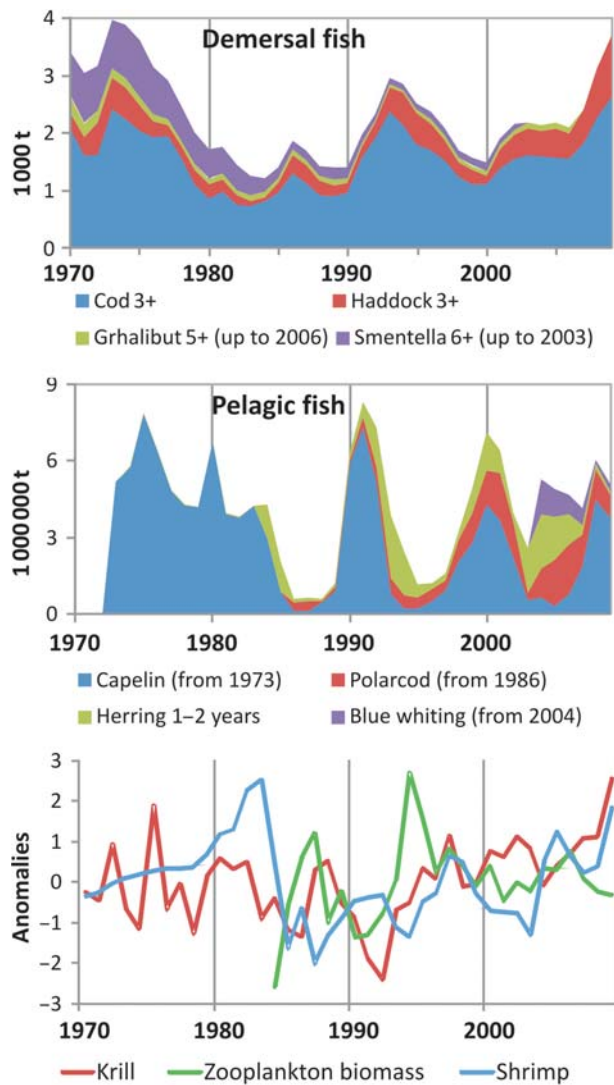 4
Demersal fish
3
1000 t
2
1
0
1970 1980 1990 2000
Cod 3+ Haddock 3+
Grhalibut 5+ (up to 2006) Smentella 6+ (up to 2003)
9
Pelagic fish
6
1000 000 t
3
0
1970 1980 1990 2000
Capelin (from 1973) Polarcod (from 1986)
Herring 1–2 years Blue whiting (from 2004)
3
2
1
Anomalies
0
−1
−2
−3
1970 1980 1990 2000
Krill Zooplankton biomass Shrimp